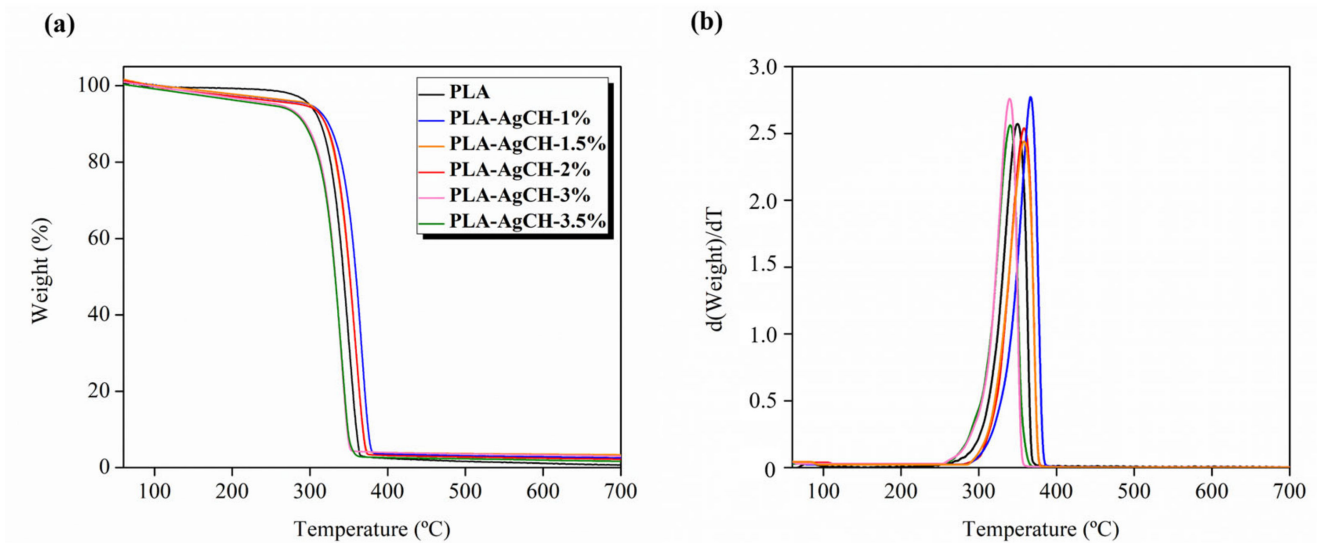 (a)
Weight (%)
100
80
60
40
20
0
PLA
PLA-AgCH-1%
PLA-AgCH-1.5%
PLA-AgCH-2%
PLA-AgCH-3%
PLA-AgCH-3.5%
100 200 300 400 500 600 700
Temperature (ºC)
(b)
d(Weight)/dT
3.0
2.5
2.0
1.5
1.0
0.5
0
100 200 300 400 500 600 700
Temperature (ºC)